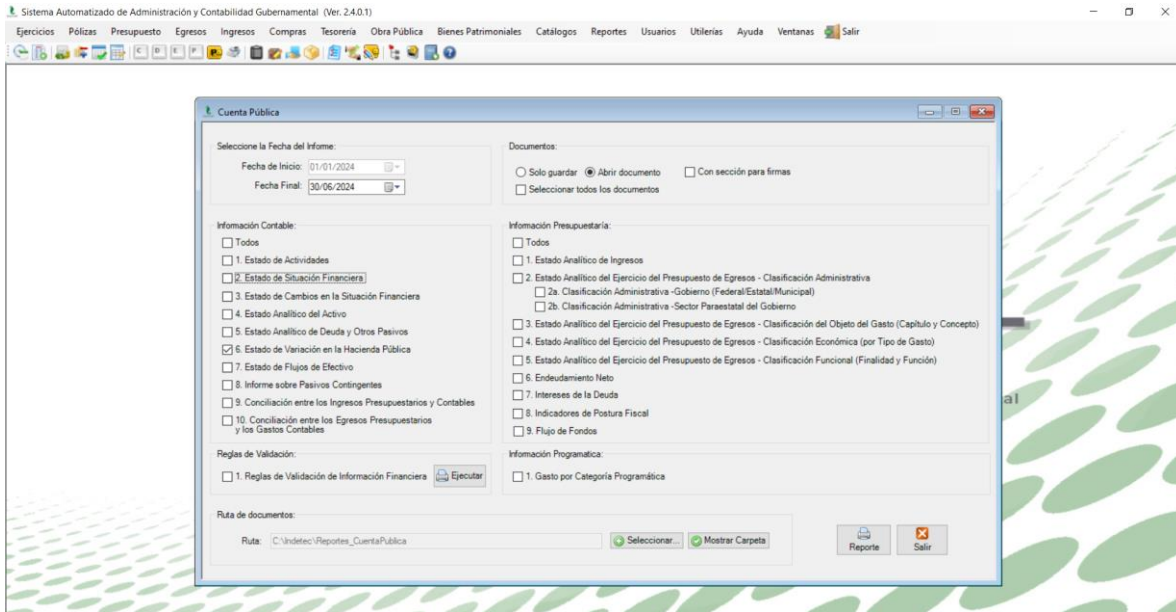 Sistema Automatizado de Administración y Contabilidad Gubernamental (Ver. 2.4.0.1)
Ejercicios Pólizas Presupuesto Egresos Ingresos Compras Tesorería Obra Pública Bienes Patrimoniales Catálogos Reportes Usuarios Utilerías Ayuda Ventanas Salir
C D E P P
Cuenta Pública
Seleccione la Fecha del Informe:
Fecha de Inicio: 01/01/2024
Fecha Final: 30/06/2024
Documentos:
Solo guardar Abrir documento Con sección para firmas
Seleccionar todos los documentos
Información Contable:
Todos
1. Estado de Actividades
2. Estado de Situación Financiera
3. Estado de Cambios en la Situación Financiera
4. Estado Analítico del Activo
5. Estado Analítico de Deuda y Otros Pasivos
6. Estado de Variación en la Hacienda Pública
7. Estado de Flujos de Efectivo
8. Informe sobre Pasivos Contingentes
9. Conciliación entre los Ingresos Presupuestarios y Contables
10. Conciliación entre los Egresos Presupuestarios
y los Gastos Contables
Información Presupuestaría:
Todos
1. Estado Analítico de Ingresos
2. Estado Analítico del Ejercicio del Presupuesto de Egresos - Clasificación Administrativa
2a. Clasificación Administrativa -Gobierno (Federal/Estatal/Municipal)
2b. Clasificación Administrativa -Sector Paraestatal del Gobierno
3. Estado Analítico del Ejercicio del Presupuesto de Egresos - Clasificación del Objeto del Gasto (Capítulo y Concepto)
4. Estado Analítico del Ejercicio del Presupuesto de Egresos - Clasificación Económica (por Tipo de Gasto)
5. Estado Analítico del Ejercicio del Presupuesto de Egresos - Clasificación Funcional (Finalidad y Función)
6. Endeudamiento Neto
7. Intereses de la Deuda
8. Indicadores de Postura Fiscal
9. Flujo de Fondos
al
Reglas de Validación:
1. Reglas de Validación de Información Financiera Ejecutar
Información Programatica:
1. Gasto por Categoría Programática
Ruta de documentos:
Ruta: C:\Indetec\Reportes_CuentaPublica Seleccionar... Mostrar Carpeta
Reporte Salir